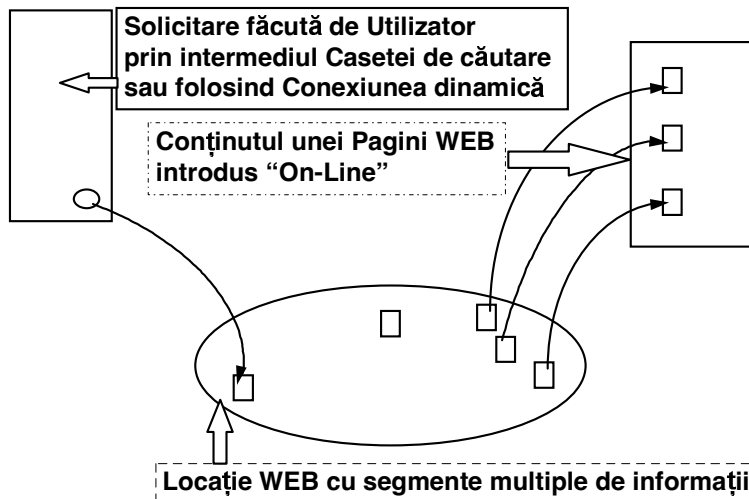 Solicitare făcută de Utilizator
prin intermediul Casetei de căutare
sau folosind Conexiunea dinamică
Conținutul unei Pagini WEB
introdus “On-Line”
Locație WEB cu segmente multiple de informații